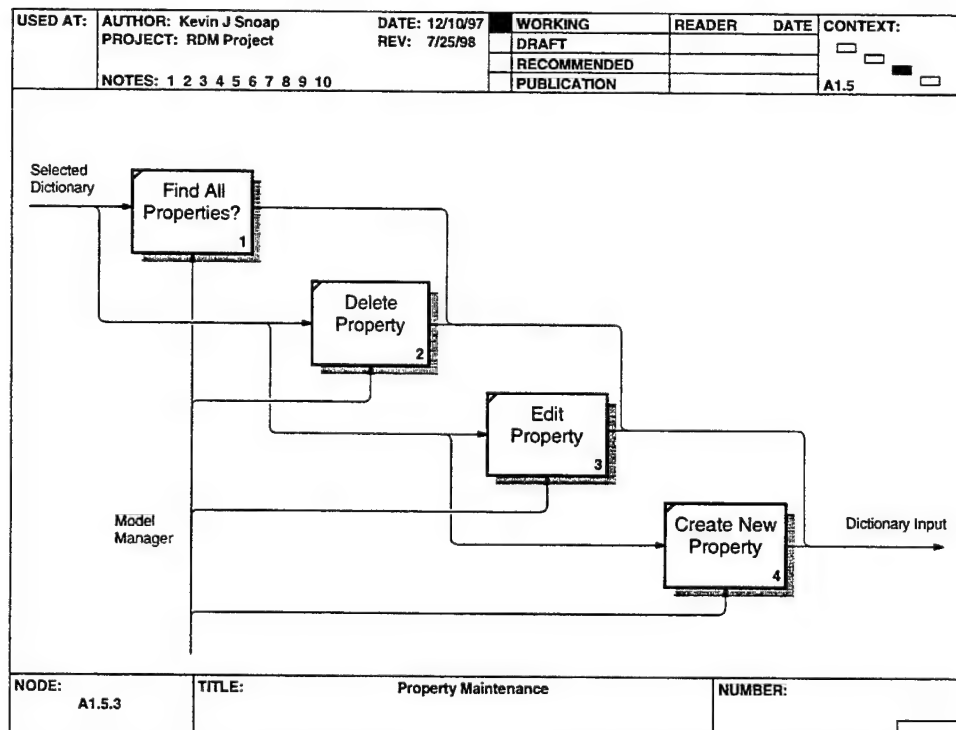 USED AT:
AUTHOR: Kevin J Snoap
DATE: 12/10/97
PROJECT: RDM Project
REV: 7/25/98
NOTES: 1 2 3 4 5 6 7 8 9 10
WORKING
DRAFT
RECOMMENDED
PUBLICATION
READER DATE
CONTEXT:
A1.5
Selected
Dictionary
Find All
Properties?
1
Delete
Property
2
Edit
Property
3
Model
Manager
Create New
Property
4
Dictionary Input
NODE:
A1.5.3
TITLE:
Property Maintenance
NUMBER: